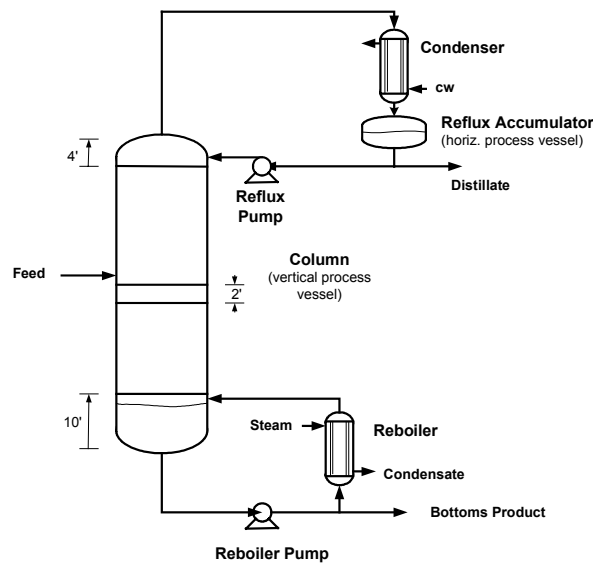 Condenser
cw
Reflux Accumulator
(horiz. process vessel)
4'
Distillate
Reflux
Pump
Column
(vertical process
vessel)
Feed
2'
10'
Steam
Reboiler
Condensate
Bottoms Product
Reboiler Pump